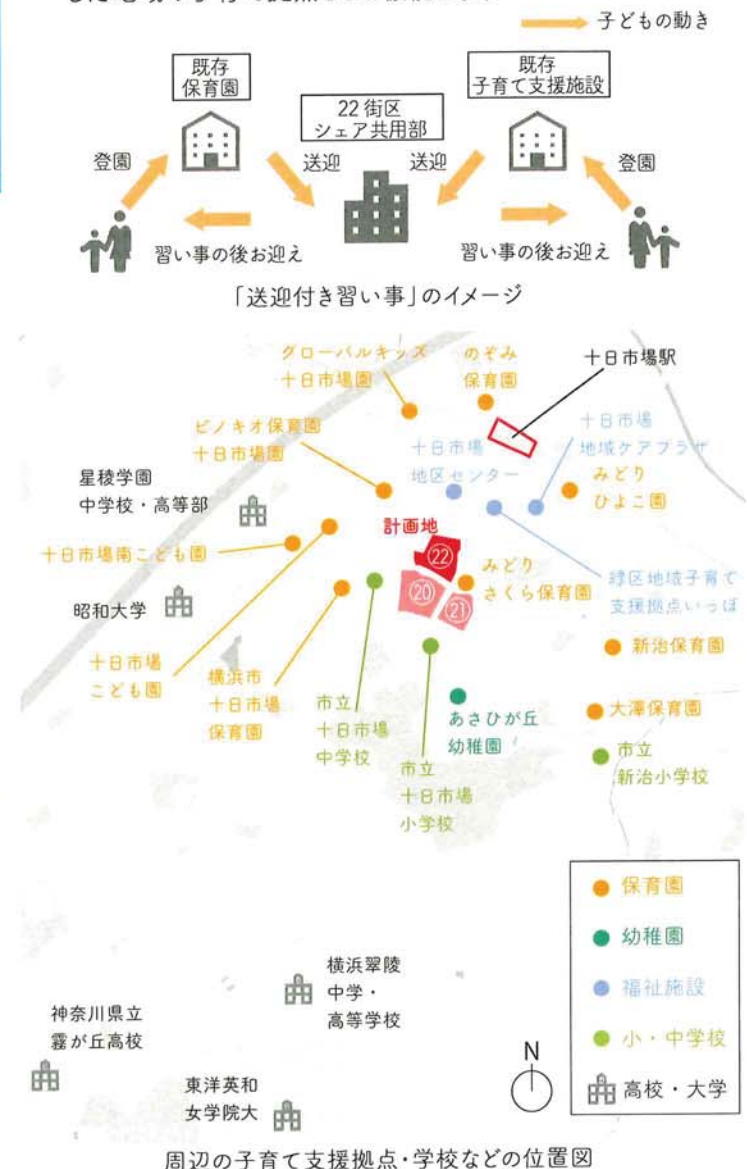 子どもの動き
既存
保育園
既存
子育て支援施設
22 街区
シェア共用部
登園
送迎
送迎
登園
習い事の後お迎え
習い事の後お迎え
「送迎付き習い事」のイメージ
グローバルキッズ
十日市場園
のぞみ
保育園
十日市場駅
ピノキオ保育園
十日市場園
十日市場
地区センター
十日市場
地域ケアプラザ
みどり
ひよこ園
星稜学園
中学校・高等部
計画地
十日市場南こども園
㉒
みどり
さくら保育園
緑区地域子育て
支援拠点いっぽ
⑳
㉑
昭和大学
新治保育園
十日市場
こども園
横浜市
十日市場
保育園
市立
十日市場
中学校
あさひが丘
幼稚園
大澤保育園
市立
新治小学校
市立
十日市場
小学校
保育園
幼稚園
福祉施設
小・中学校
高校・大学
横浜翠陵
中学・
高等学校
神奈川県立
霧が丘高校
東洋英和
女学院大
N
周辺の子育て支援拠点・学校などの位置図